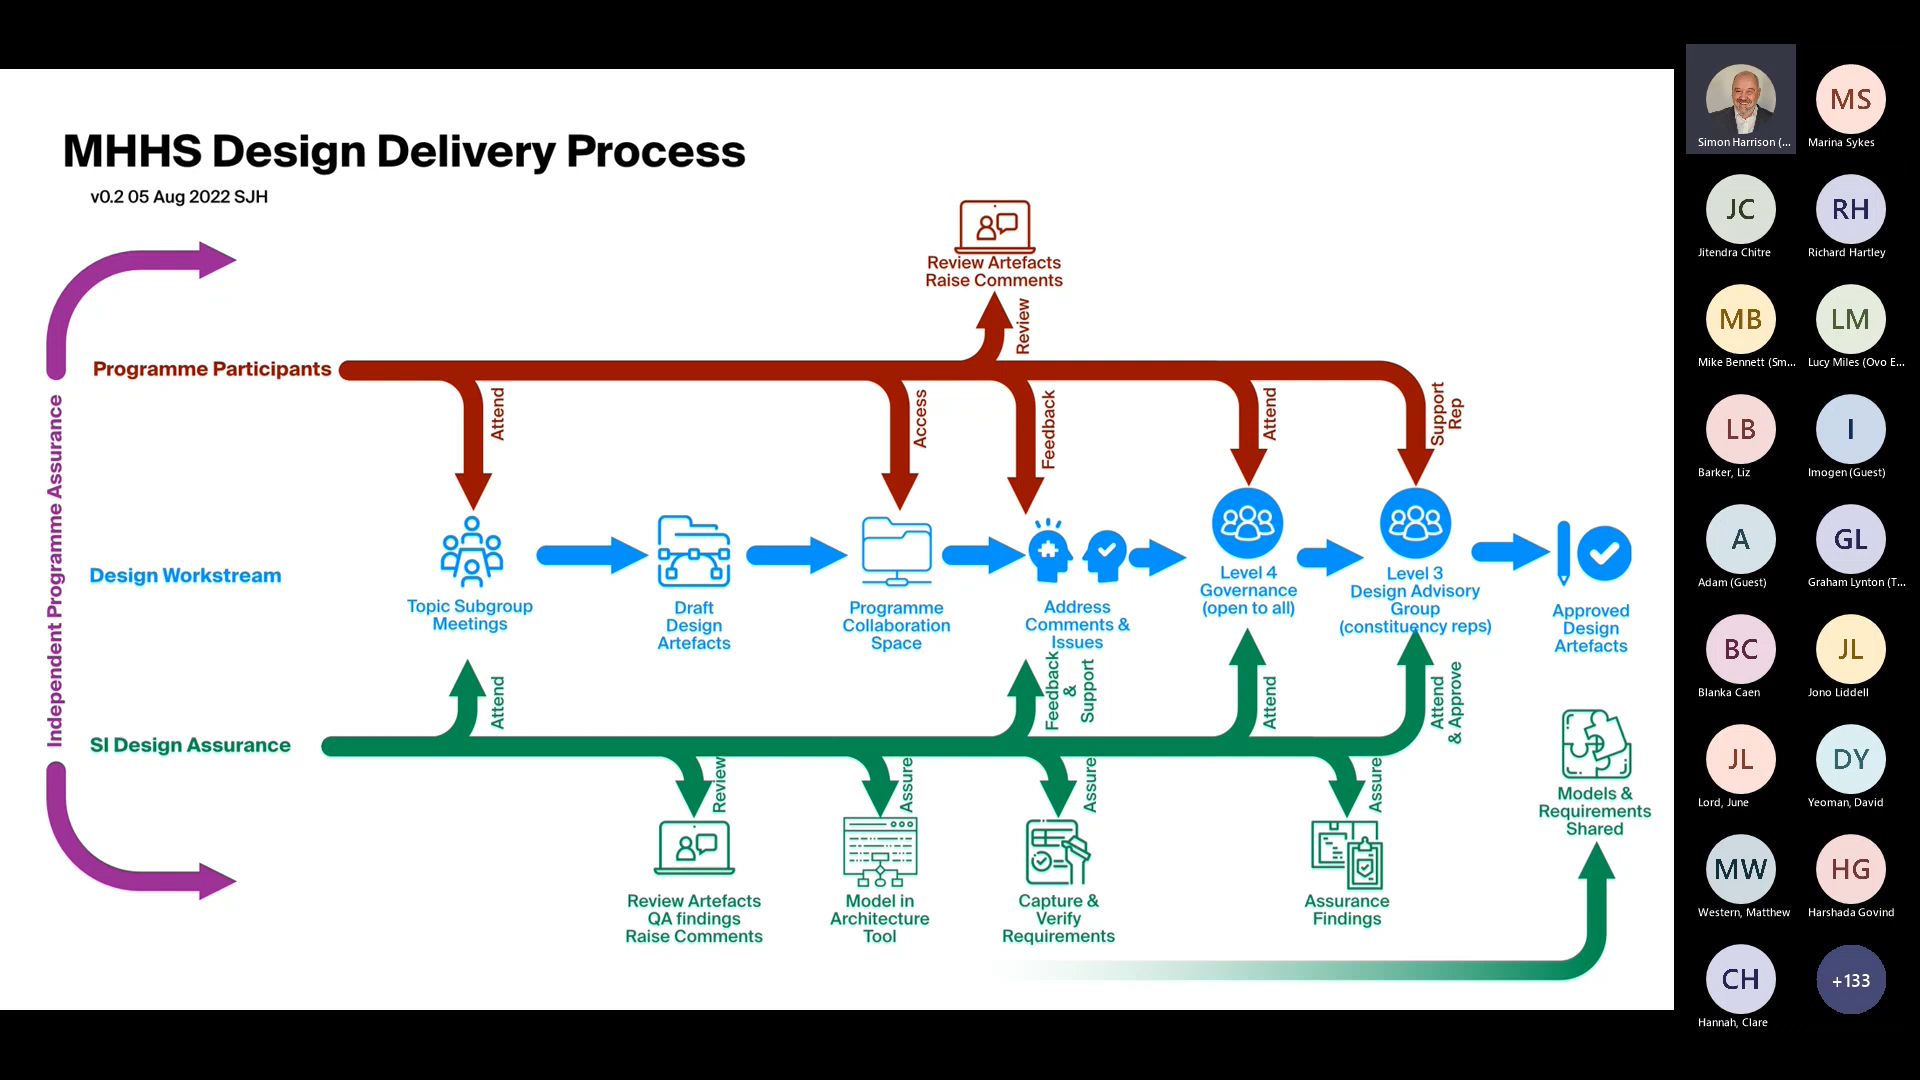 MHHS Design Delivery Process
v0.2 05 Aug 2022 SJH
Review Artefacts
Raise Comments
Review
Programme Participants
Attend
Access
Feedback
Attend
Support
Rep
Independent Programme Assurance
Design Workstream
Topic Subgroup
Meetings
Draft
Design
Artefacts
Programme
Collaboration
Space
Address
Comments &
Issues
Level 4
Governance
(open to all)
Level 3
Design Advisory
Group
(constituency reps)
Approved
Design
Artefacts
Attend
Feedback
&
Support
Attend
Attend
& Approve
SI Design Assurance
Review
Assure
Assure
Assure
Review Artefacts
QA findings
Raise Comments
Model in
Architecture
Tool
Capture &
Verify
Requirements
Assurance
Findings
Models &
Requirements
Shared
Simon Harrison (...
MS
Marina Sykes
JC
Jitendra Chitre
RH
Richard Hartley
MB
Mike Bennett (Sm...
LM
Lucy Miles (Ovo E...
LB
Barker, Liz
I
Imogen (Guest)
A
Adam (Guest)
GL
Graham Lynton (T...
BC
Blanka Caen
JL
Jono Liddell
JL
Lord, June
DY
Yeoman, David
MW
Western, Matthew
HG
Harshada Govind
CH
Hannah, Clare
+133